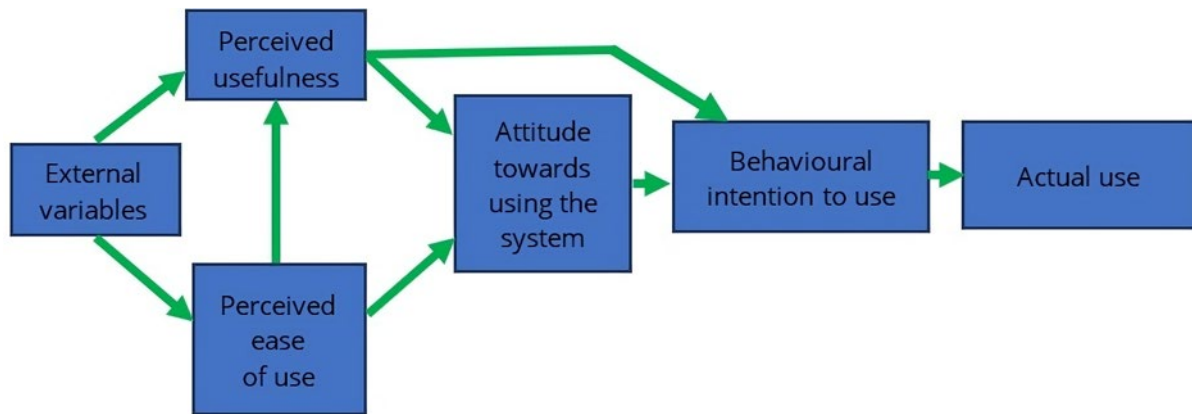 Perceived
usefulness
External
variables
Perceived
ease
of use
Attitude
towards
using the
system
Behavioural
intention to use
Actual use